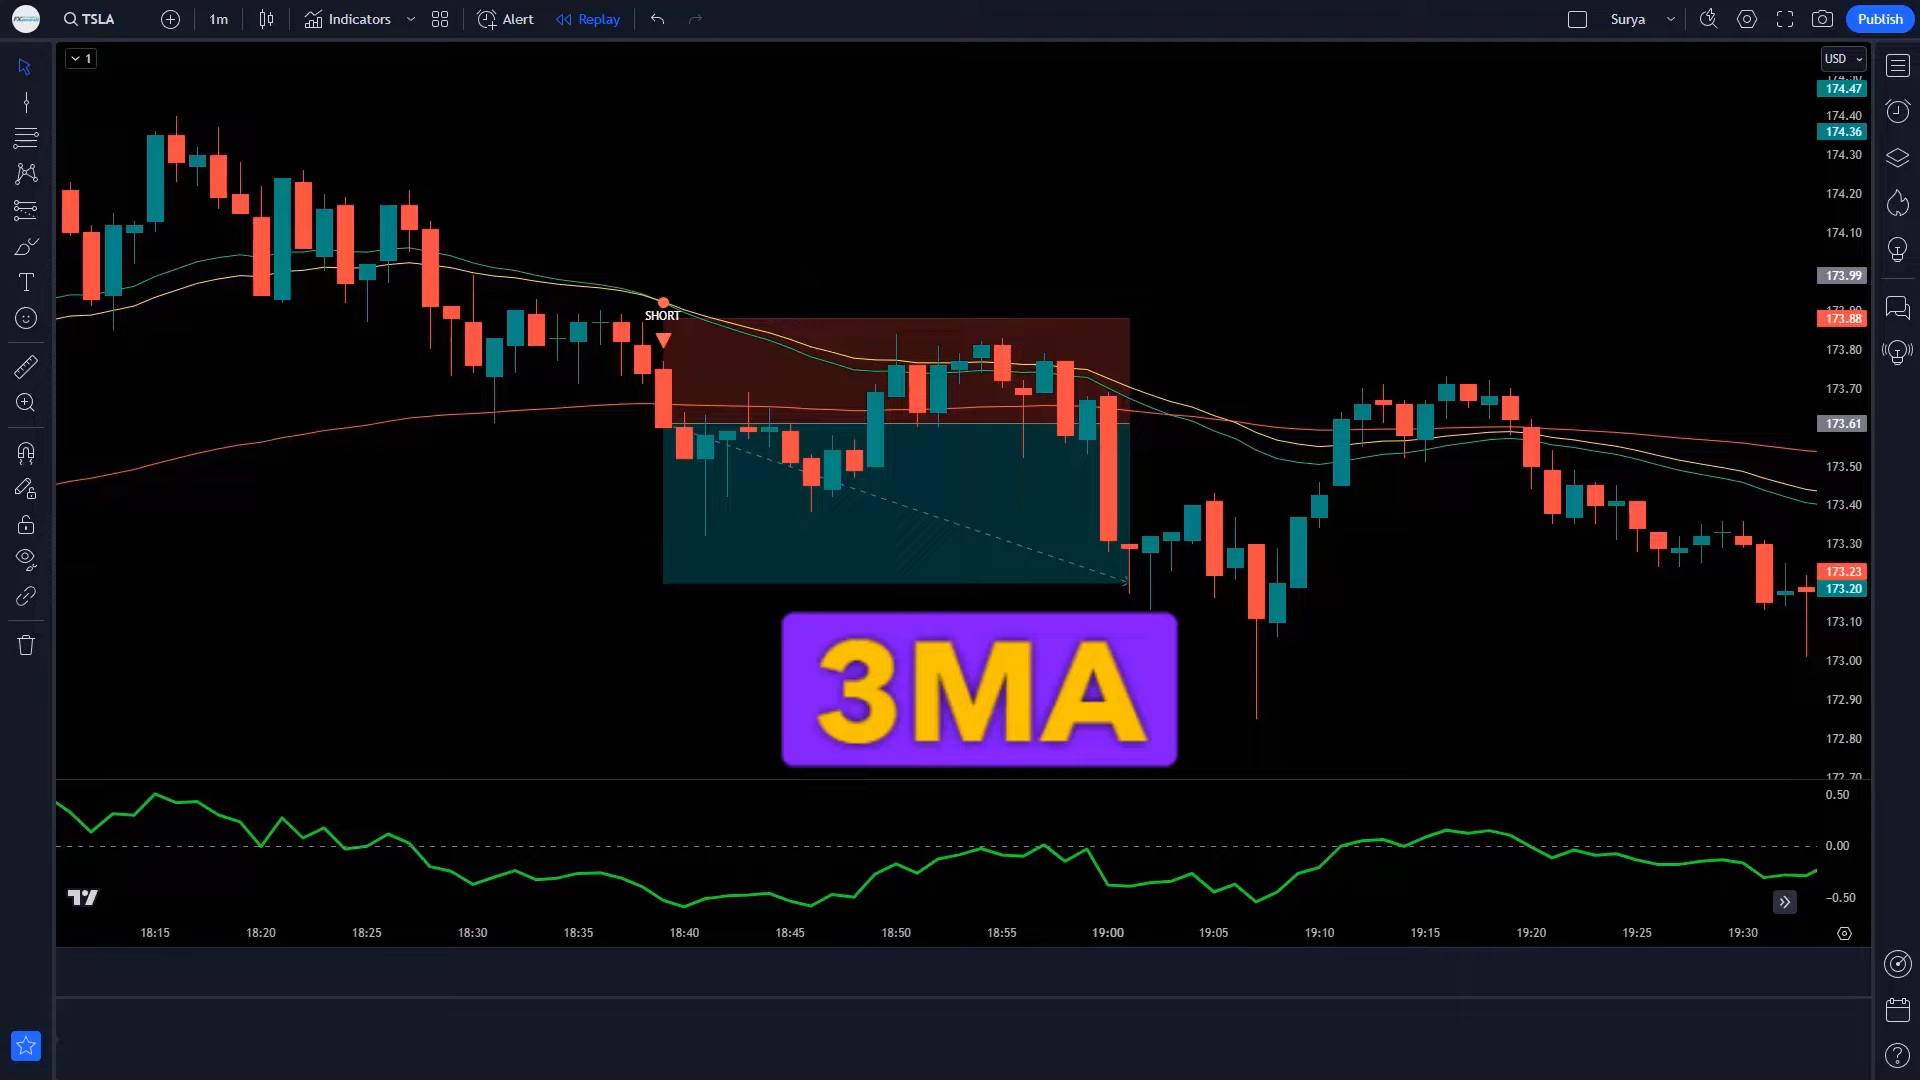 TSLA
1m
Indicators
Alert
Replay
Surya
Publish
1
USD
174.47
174.40
174.36
174.30
174.20
174.10
173.99
173.88
173.80
173.70
173.61
173.50
173.40
173.30
173.23
173.20
173.10
173.00
172.90
172.80
172.70
SHORT
3MA
0.50
0.00
−0.50
18:15 18:20 18:25 18:30 18:35 18:40 18:45 18:50 18:55 19:00 19:05 19:10 19:15 19:20 19:25 19:30